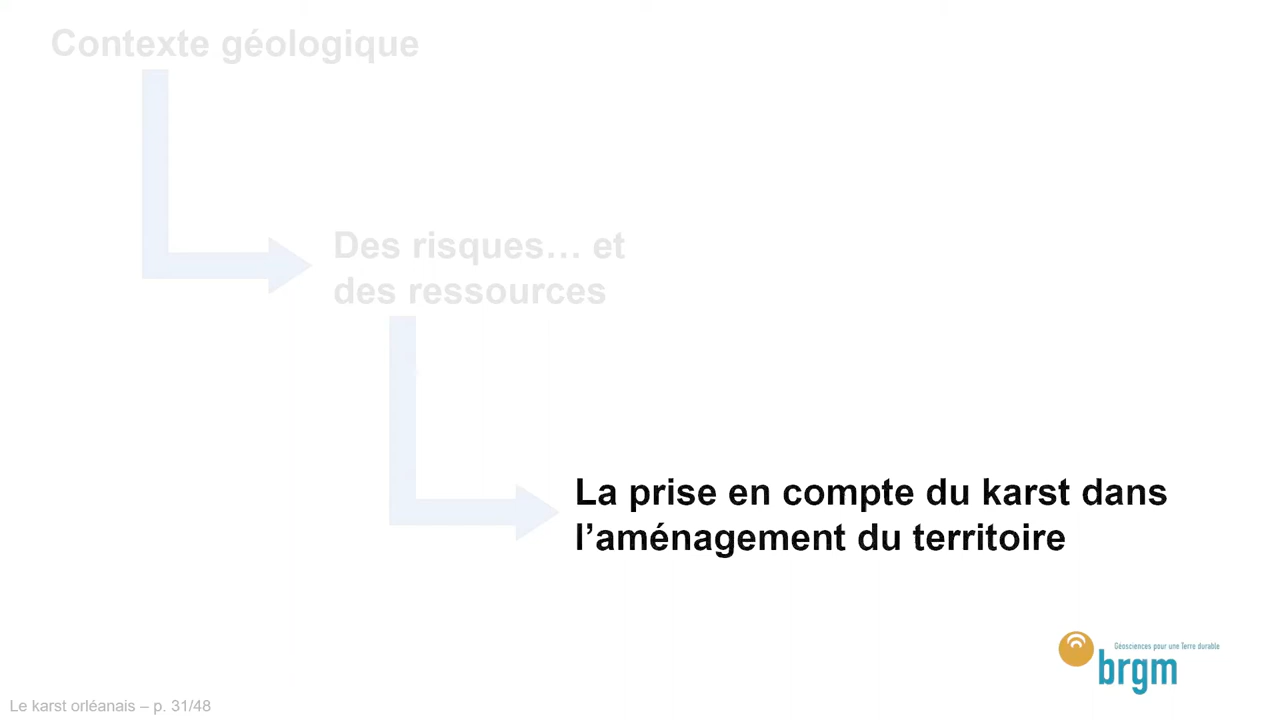 Contexte géologique
Des risques… et
des ressources
La prise en compte du karst dans
l’aménagement du territoire
Géosciences pour une Terre durable
brgm
Le karst orléanais – p. 31/48